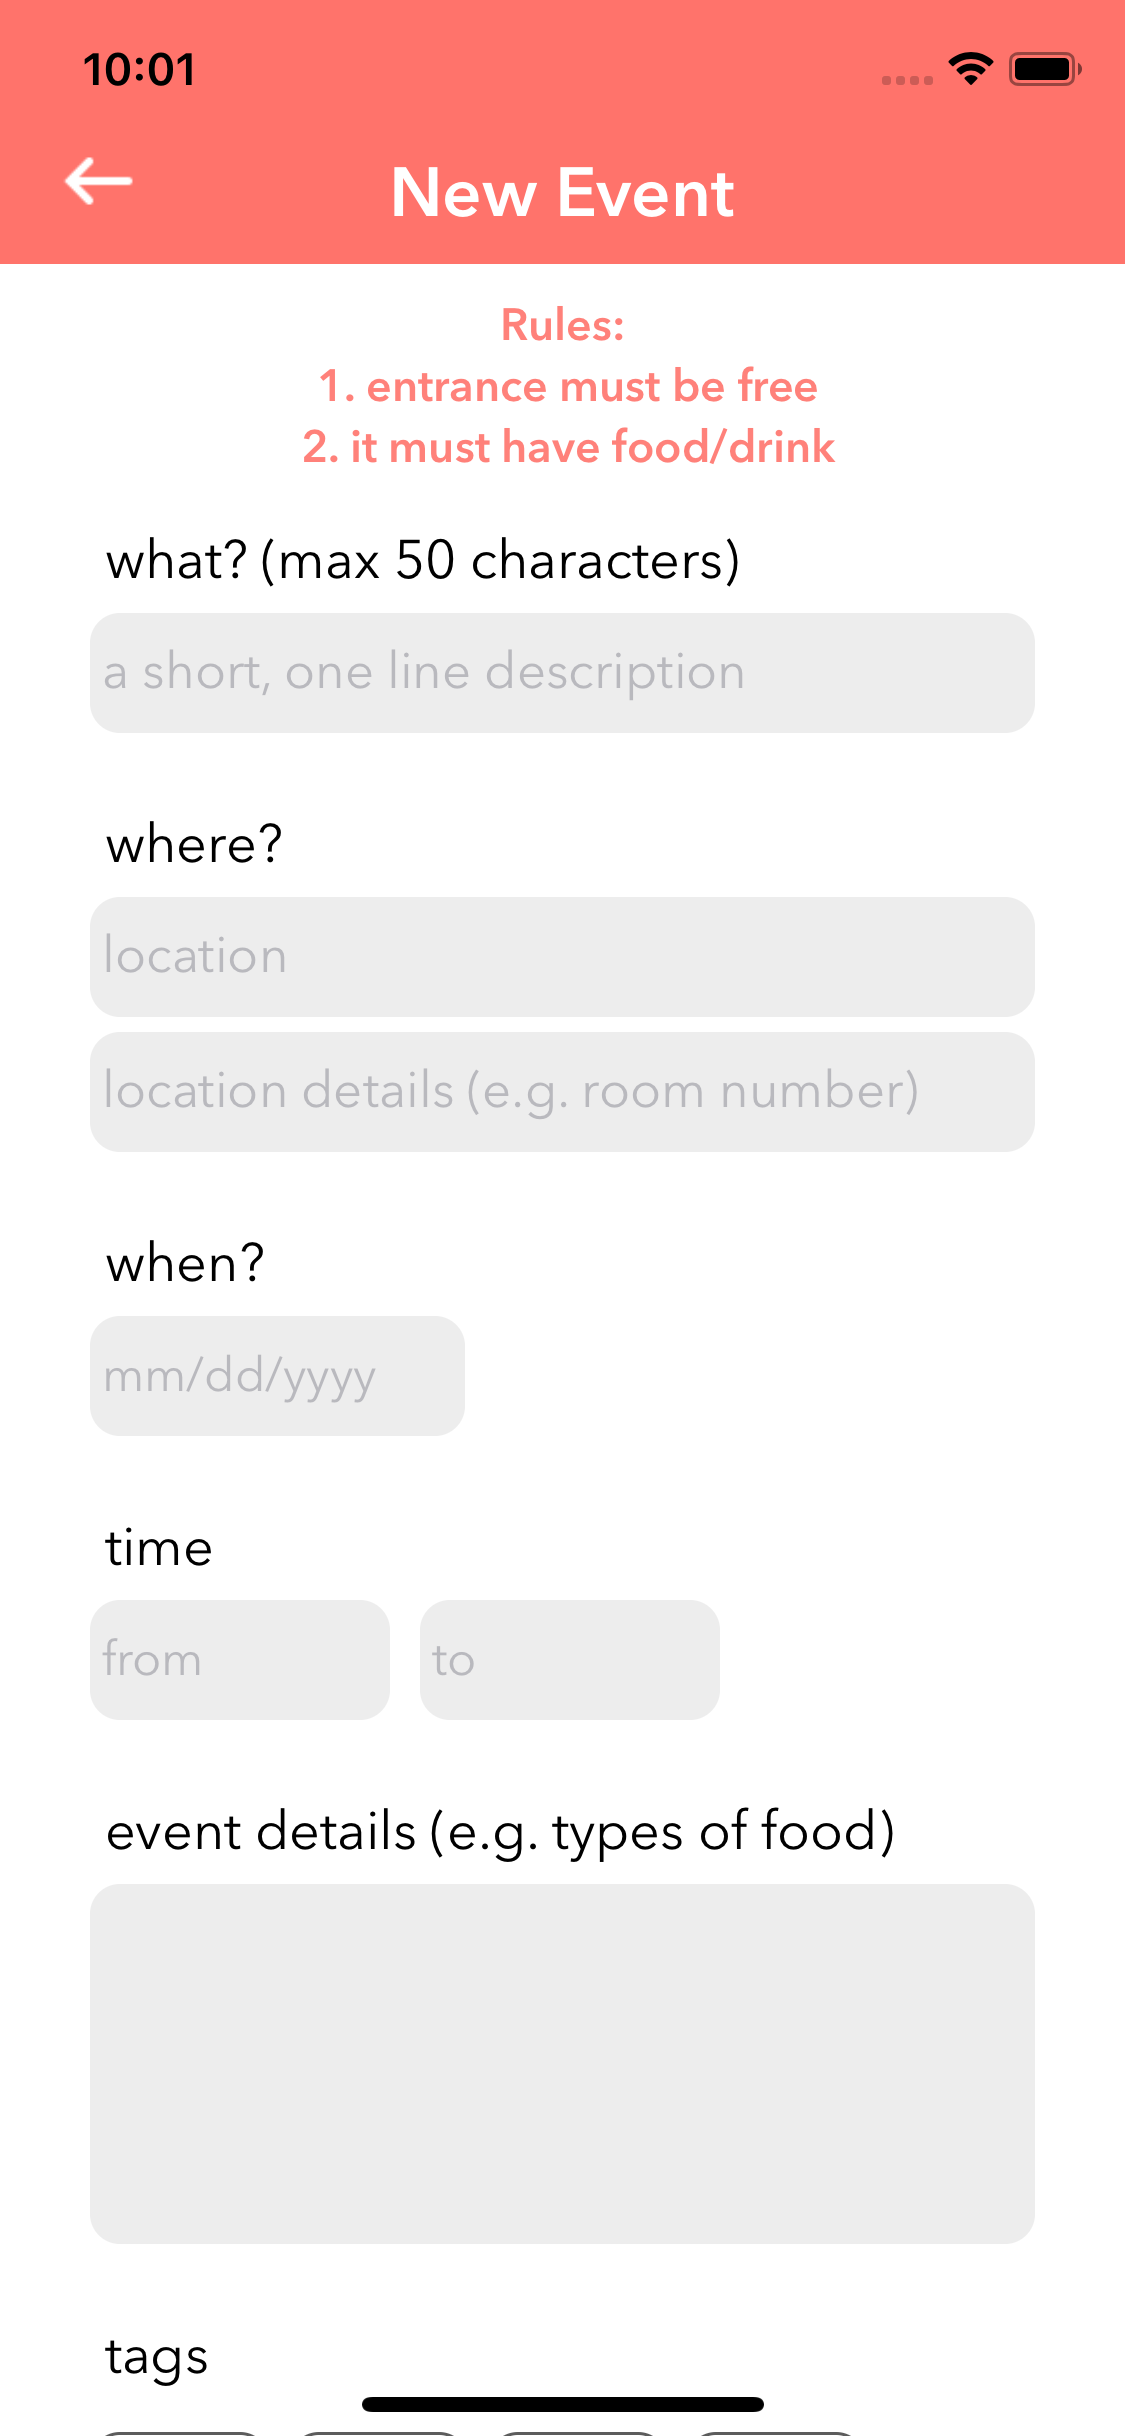 10:01
New Event
Rules:
1. entrance must be free
2. it must have food/drink
what? (max 50 characters)
a short, one line description
where?
location
location details (e.g. room number)
when?
mm/dd/yyyy
time
from to
event details (e.g. types of food)
tags